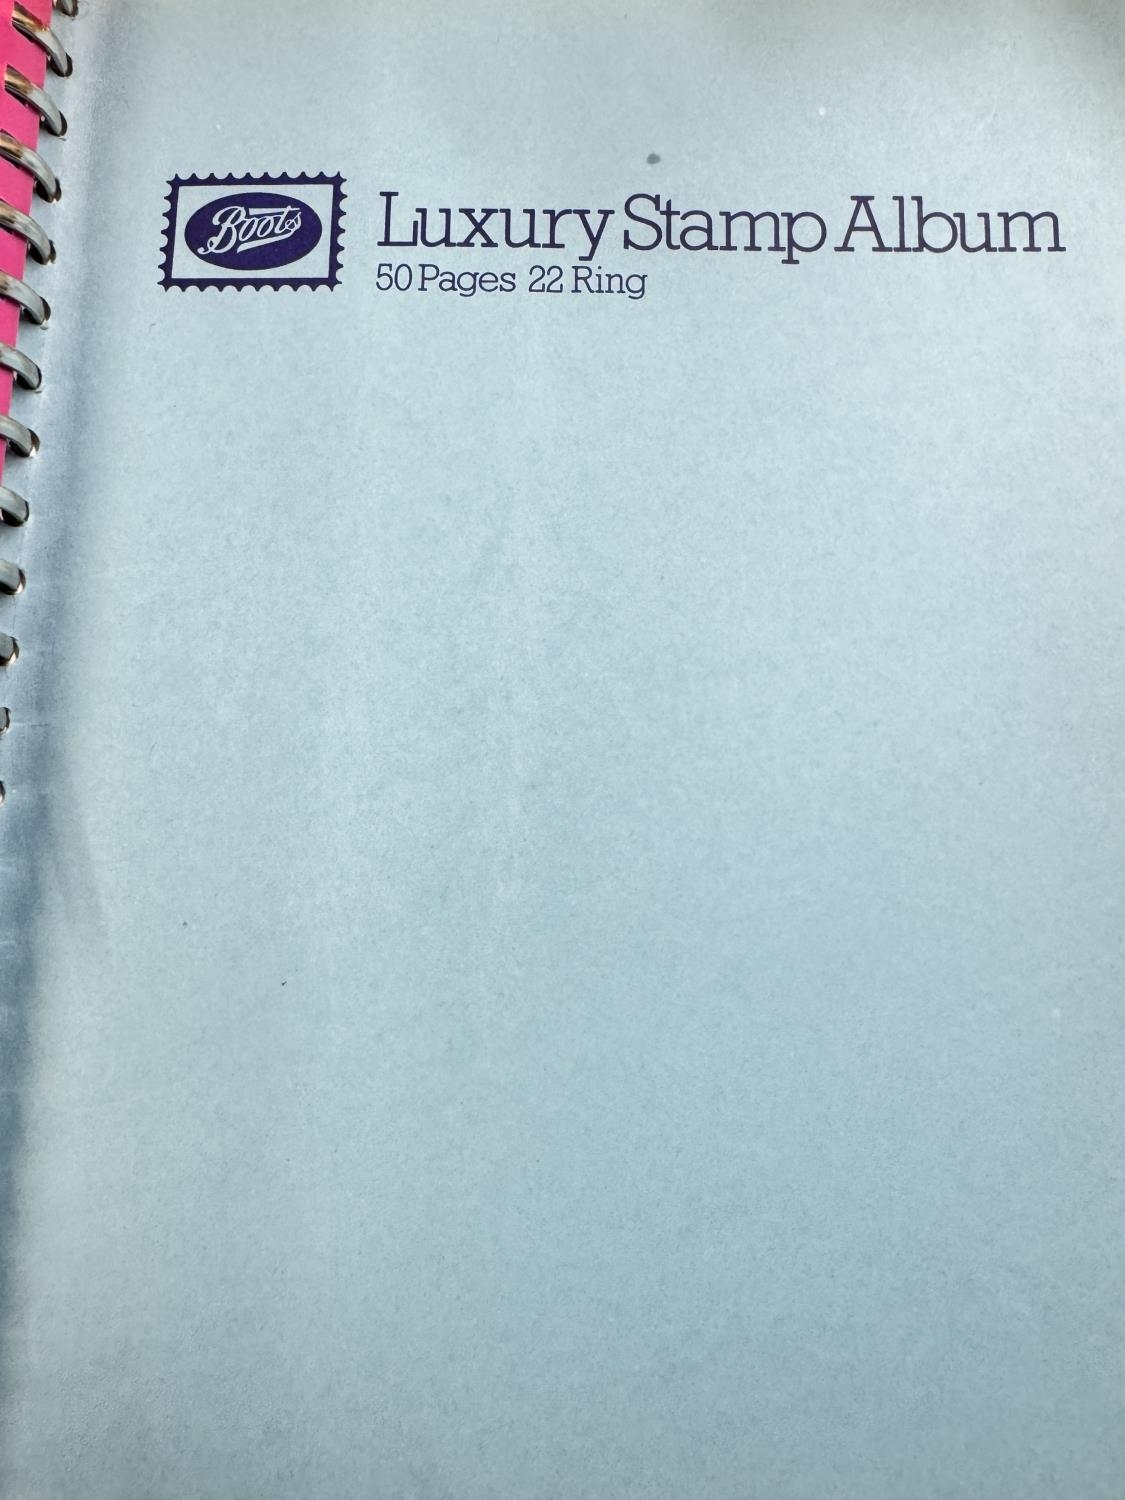 Boots
Luxury Stamp Album
50 Pages 22 Ring